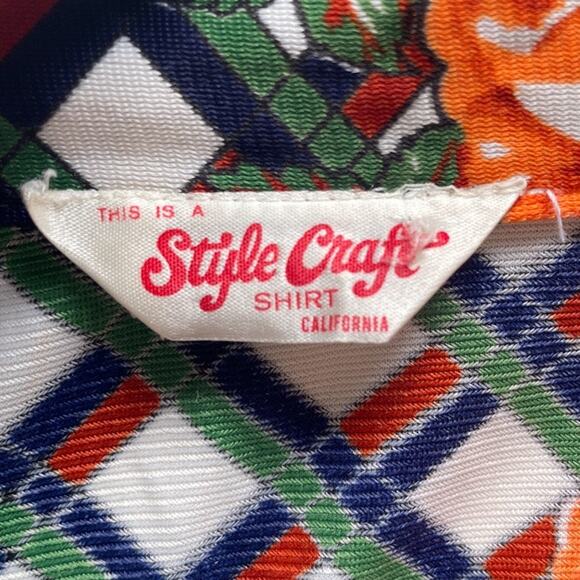 THIS IS A
Style Craft
SHIRT
CALIFORNIA